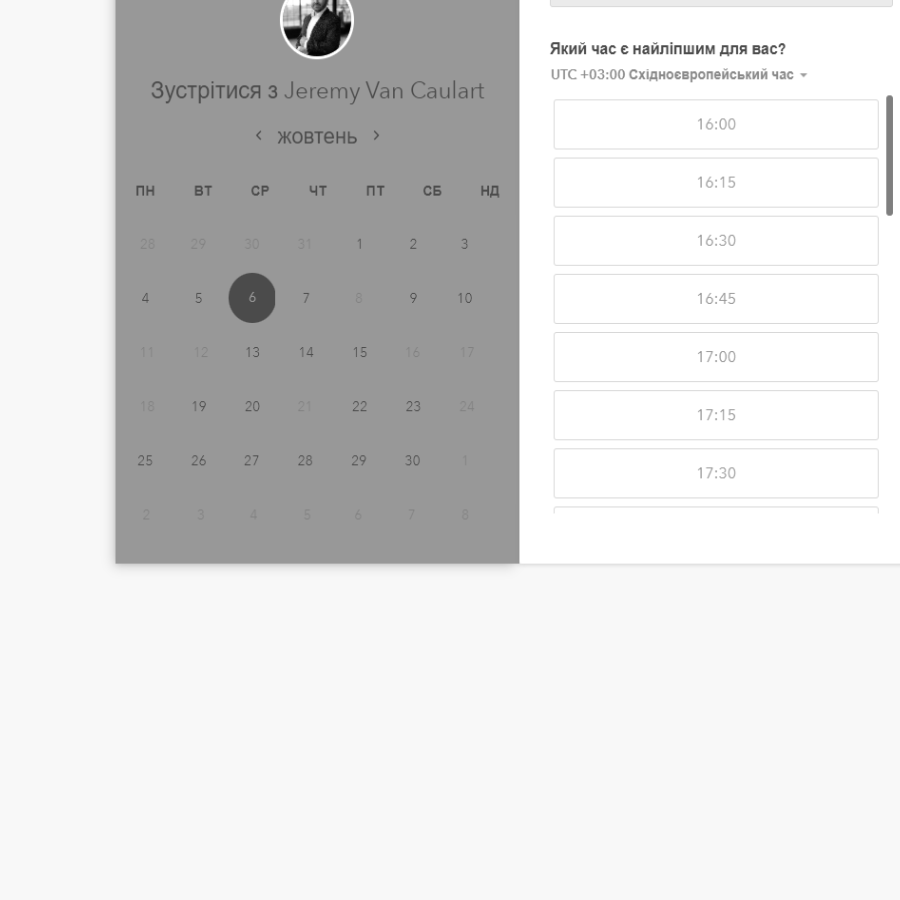 Зустрітися з Jeremy Van Caulart
жовтень
ПН ВТ СР ЧТ ПТ СБ НД
28 29 30 31 1 2 3
4 5 6 7 8 9 10
11 12 13 14 15 16 17
18 19 20 21 22 23 24
25 26 27 28 29 30 1
2 3 4 5 6 7 8
Який час є найліпшим для вас?
UTC +03:00 Східноєвропейський час
16:00
16:15
16:30
16:45
17:00
17:15
17:30